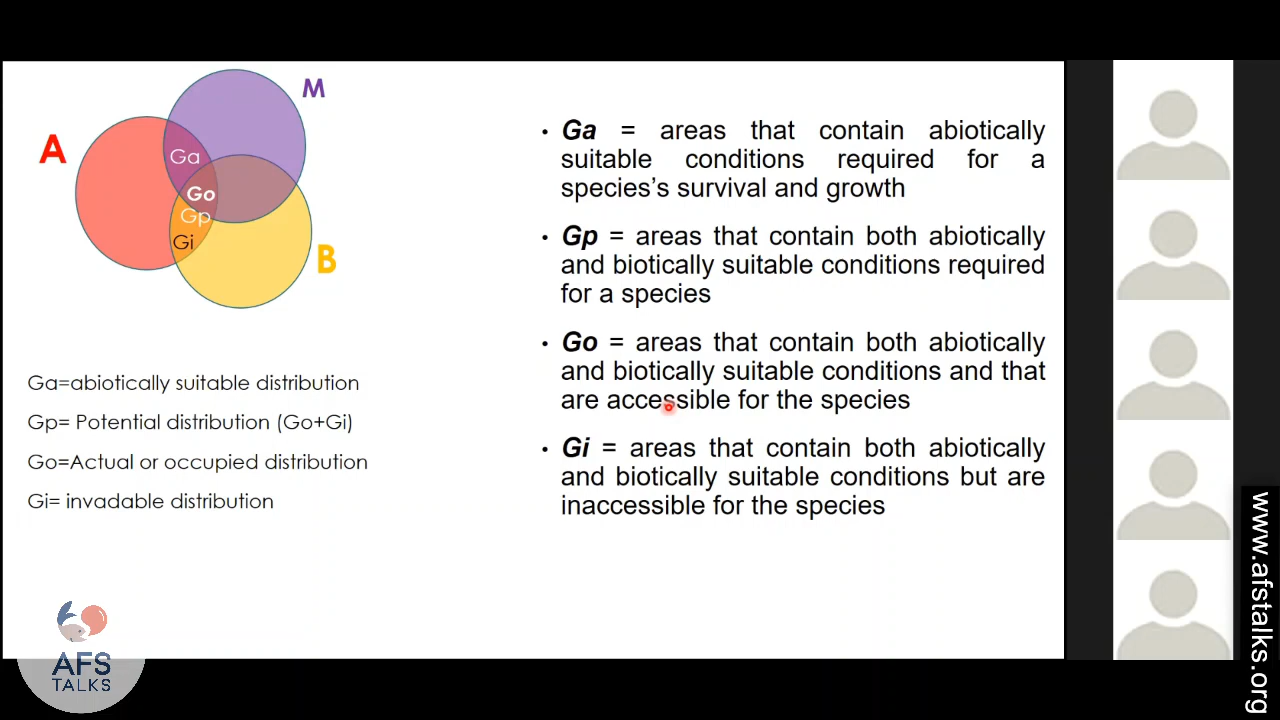 M
A
Ga
Go
Gp
Gi
B
Ga=abiotically suitable distribution
Gp= Potential distribution (Go+Gi)
Go=Actual or occupied distribution
Gi= invadable distribution
• Ga = areas that contain abiotically
suitable conditions required for a
species's survival and growth
• Gp = areas that contain both abiotically
and biotically suitable conditions required
for a species
• Go = areas that contain both abiotically
and biotically suitable conditions and that
are accessible for the species
• Gi = areas that contain both abiotically
and biotically suitable conditions but are
inaccessible for the species
AFS
TALKS
www.afstalks.org